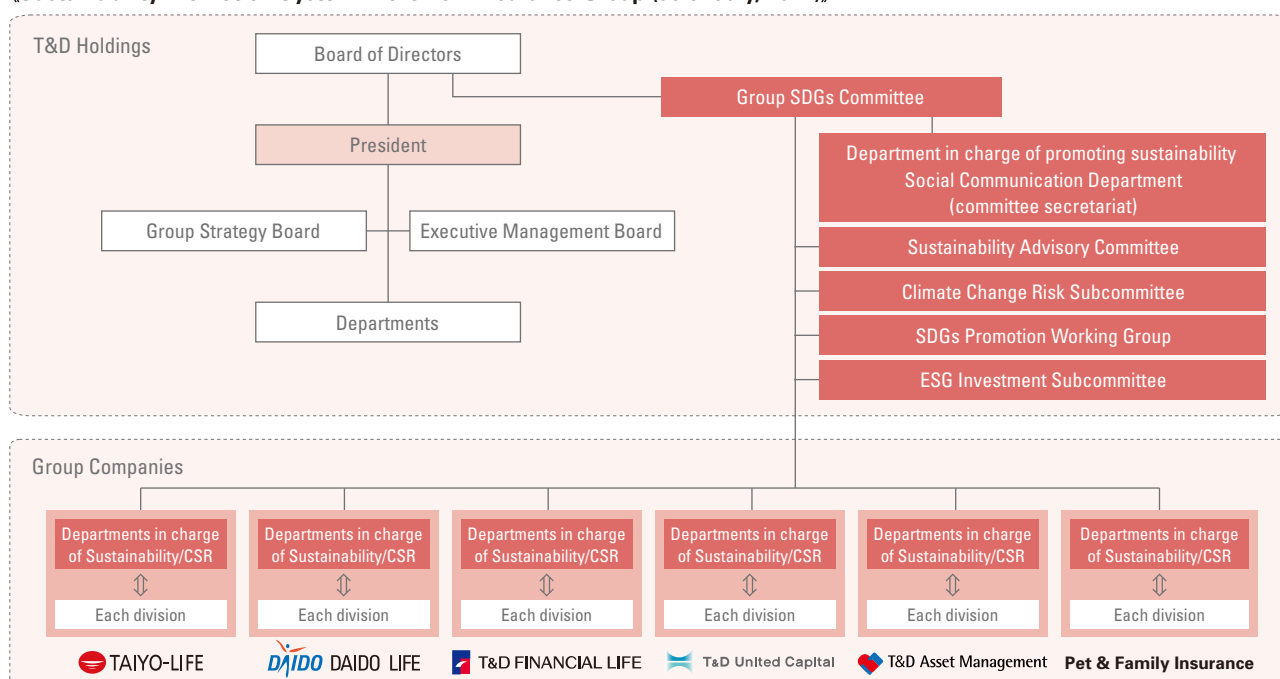 T&D Holdings
Board of Directors
Group SDGs Committee
President
Department in charge of promoting sustainability
Social Communication Department
(committee secretariat)
Group Strategy Board
Executive Management Board
Sustainability Advisory Committee
Climate Change Risk Subcommittee
Departments
SDGs Promotion Working Group
ESG Investment Subcommittee
Group Companies
Departments in charge
of Sustainability/CSR
Each division
TAIYO-LIFE
Departments in charge
of Sustainability/CSR
Each division
DAIDO DAIDO LIFE
Departments in charge
of Sustainability/CSR
Each division
T&D FINANCIAL LIFE
Departments in charge
of Sustainability/CSR
Each division
T&D United Capital
Departments in charge
of Sustainability/CSR
Each division
T&D Asset Management
Departments in charge
of Sustainability/CSR
Each division
Pet & Family Insurance